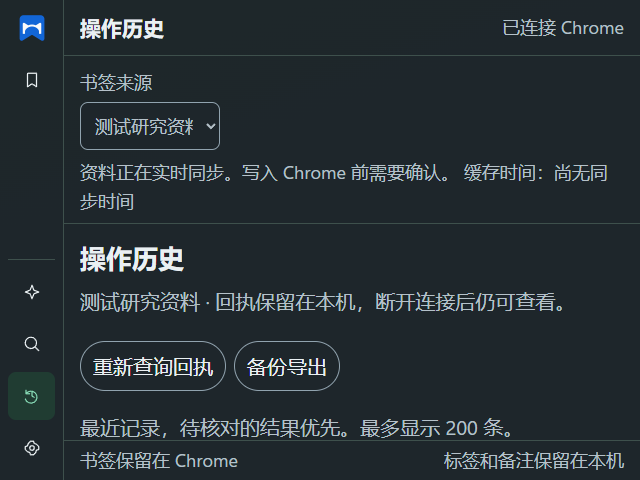 操作历史
已连接 Chrome
书签来源
测试研究资料
资料正在实时同步。写入 Chrome 前需要确认。 缓存时间：尚无同
步时间
操作历史
测试研究资料 · 回执保留在本机，断开连接后仍可查看。
重新查询回执
备份导出
最近记录，待核对的结果优先。最多显示 200 条。
书签保留在 Chrome
标签和备注保留在本机